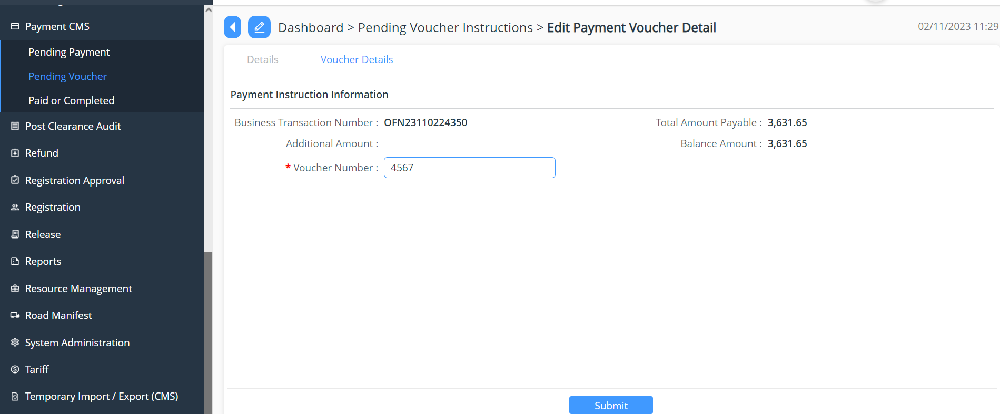 Payment CMS
Pending Payment
Pending Voucher
Paid or Completed
Post Clearance Audit
Refund
Registration Approval
Registration
Release
Reports
Resource Management
Road Manifest
System Administration
Tariff
Temporary Import / Export (CMS)
Dashboard > Pending Voucher Instructions > Edit Payment Voucher Detail
02/11/2023 11:29
Details Voucher Details
Payment Instruction Information
Business Transaction Number : OFN23110224350 Total Amount Payable : 3,631.65
Additional Amount : Balance Amount : 3,631.65
* Voucher Number : 4567
Submit